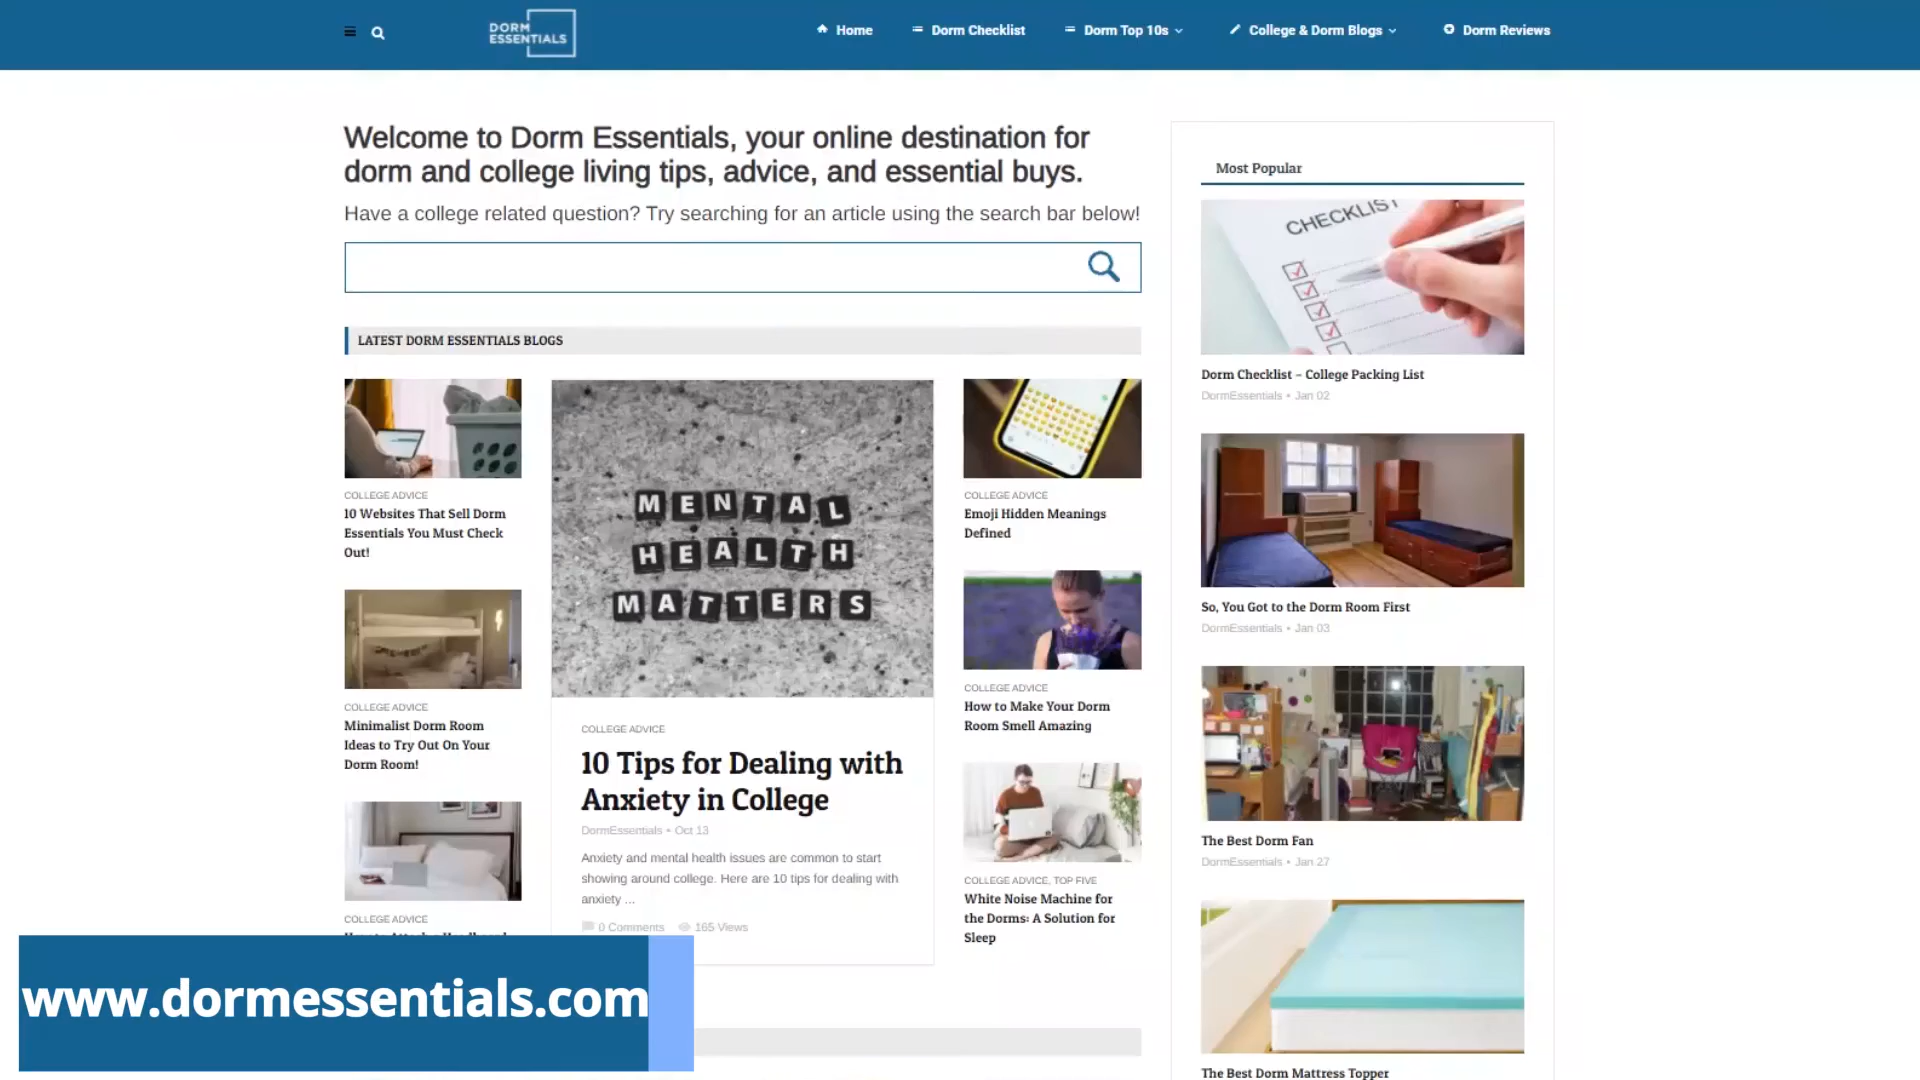 DORM
ESSENTIALS
Home
Dorm Checklist
Dorm Top 10s
College & Dorm Blogs
Dorm Reviews
Welcome to Dorm Essentials, your online destination for
dorm and college living tips, advice, and essential buys.
Have a college related question? Try searching for an article using the search bar below!
LATEST DORM ESSENTIALS BLOGS
COLLEGE ADVICE
10 Websites That Sell Dorm
Essentials You Must Check
Out!
COLLEGE ADVICE
Minimalist Dorm Room
Ideas to Try Out On Your
Dorm Room!
COLLEGE ADVICE
MENTAL
HEALTH
MATTERS
COLLEGE ADVICE
10 Tips for Dealing with
Anxiety in College
DormEssentials • Oct 13
Anxiety and mental health issues are common to start
showing around college. Here are 10 tips for dealing with
anxiety ...
0 Comments
165 Views
COLLEGE ADVICE
Emoji Hidden Meanings
Defined
COLLEGE ADVICE
How to Make Your Dorm
Room Smell Amazing
COLLEGE ADVICE, TOP FIVE
White Noise Machine for
the Dorms: A Solution for
Sleep
Most Popular
CHECKLIST
Dorm Checklist – College Packing List
DormEssentials • Jan 02
So, You Got to the Dorm Room First
DormEssentials • Jan 03
The Best Dorm Fan
DormEssentials • Jan 27
The Best Dorm Mattress Topper
www.dormessentials.com